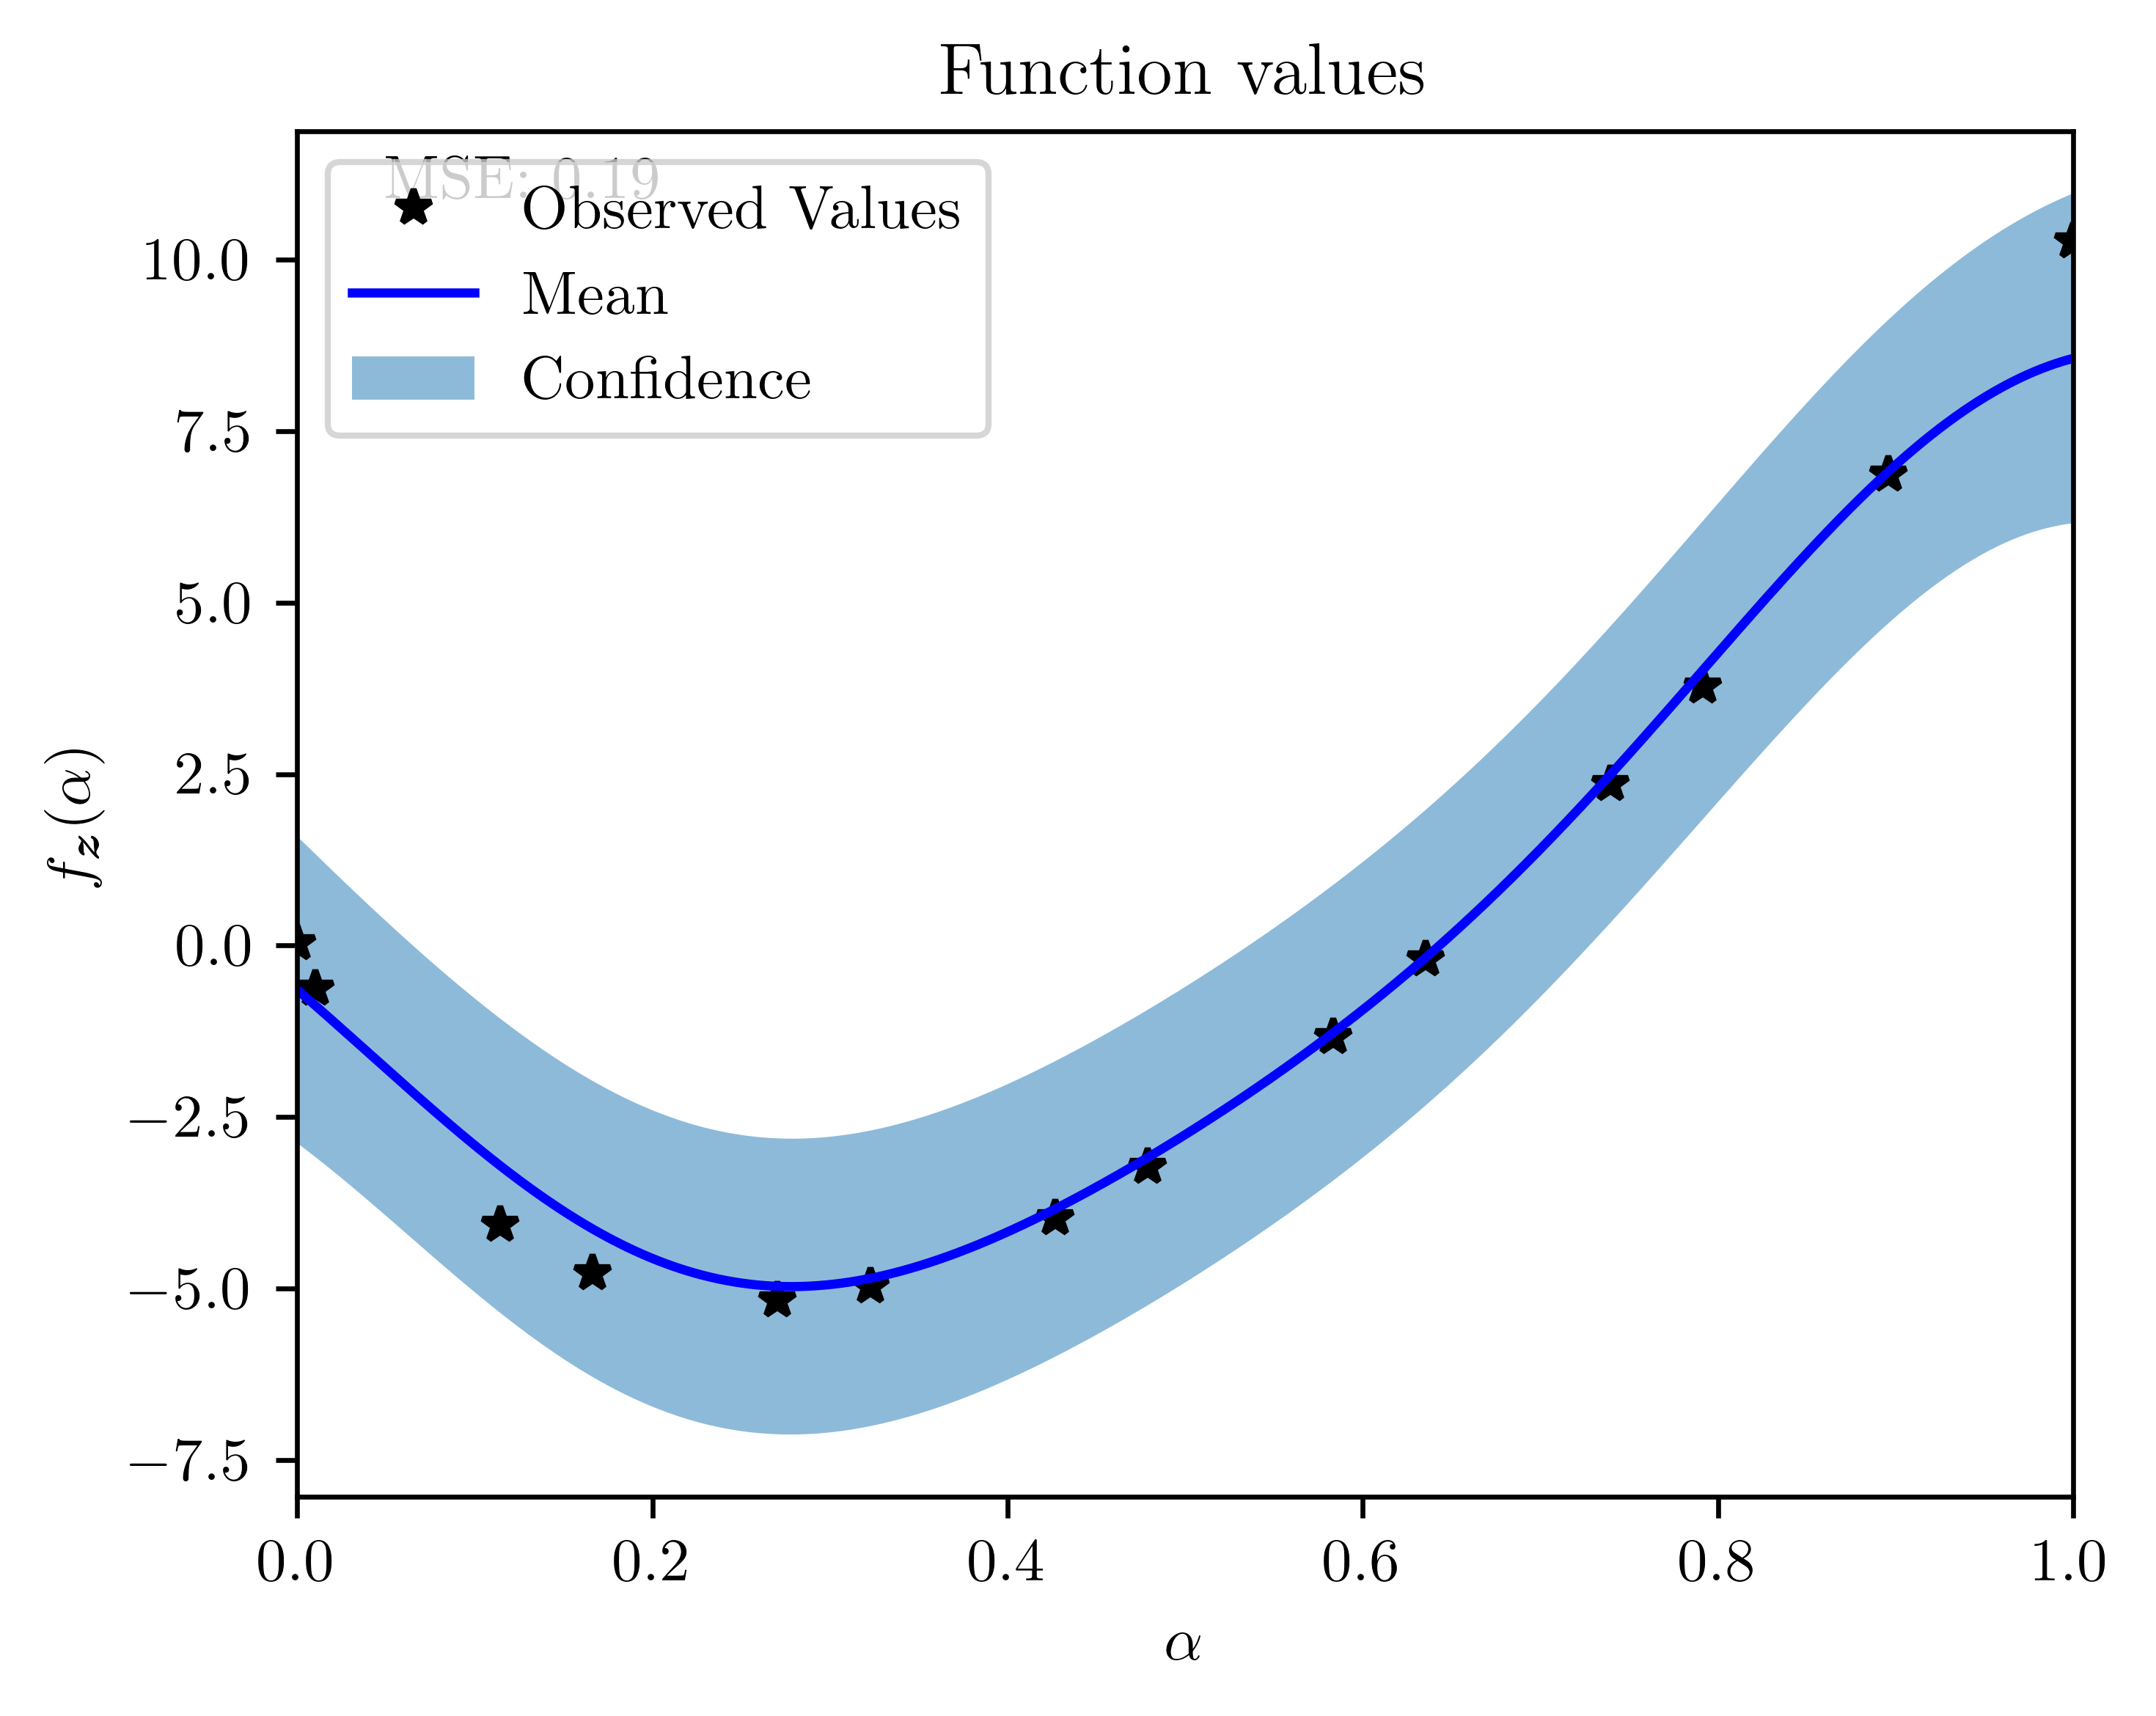 Function values
MSE: 0.19
Observed Values
Mean
Confidence
10.0
7.5
5.0
2.5
0.0
−2.5
−5.0
−7.5
f_z(α)
0.0 0.2 0.4 0.6 0.8 1.0
α